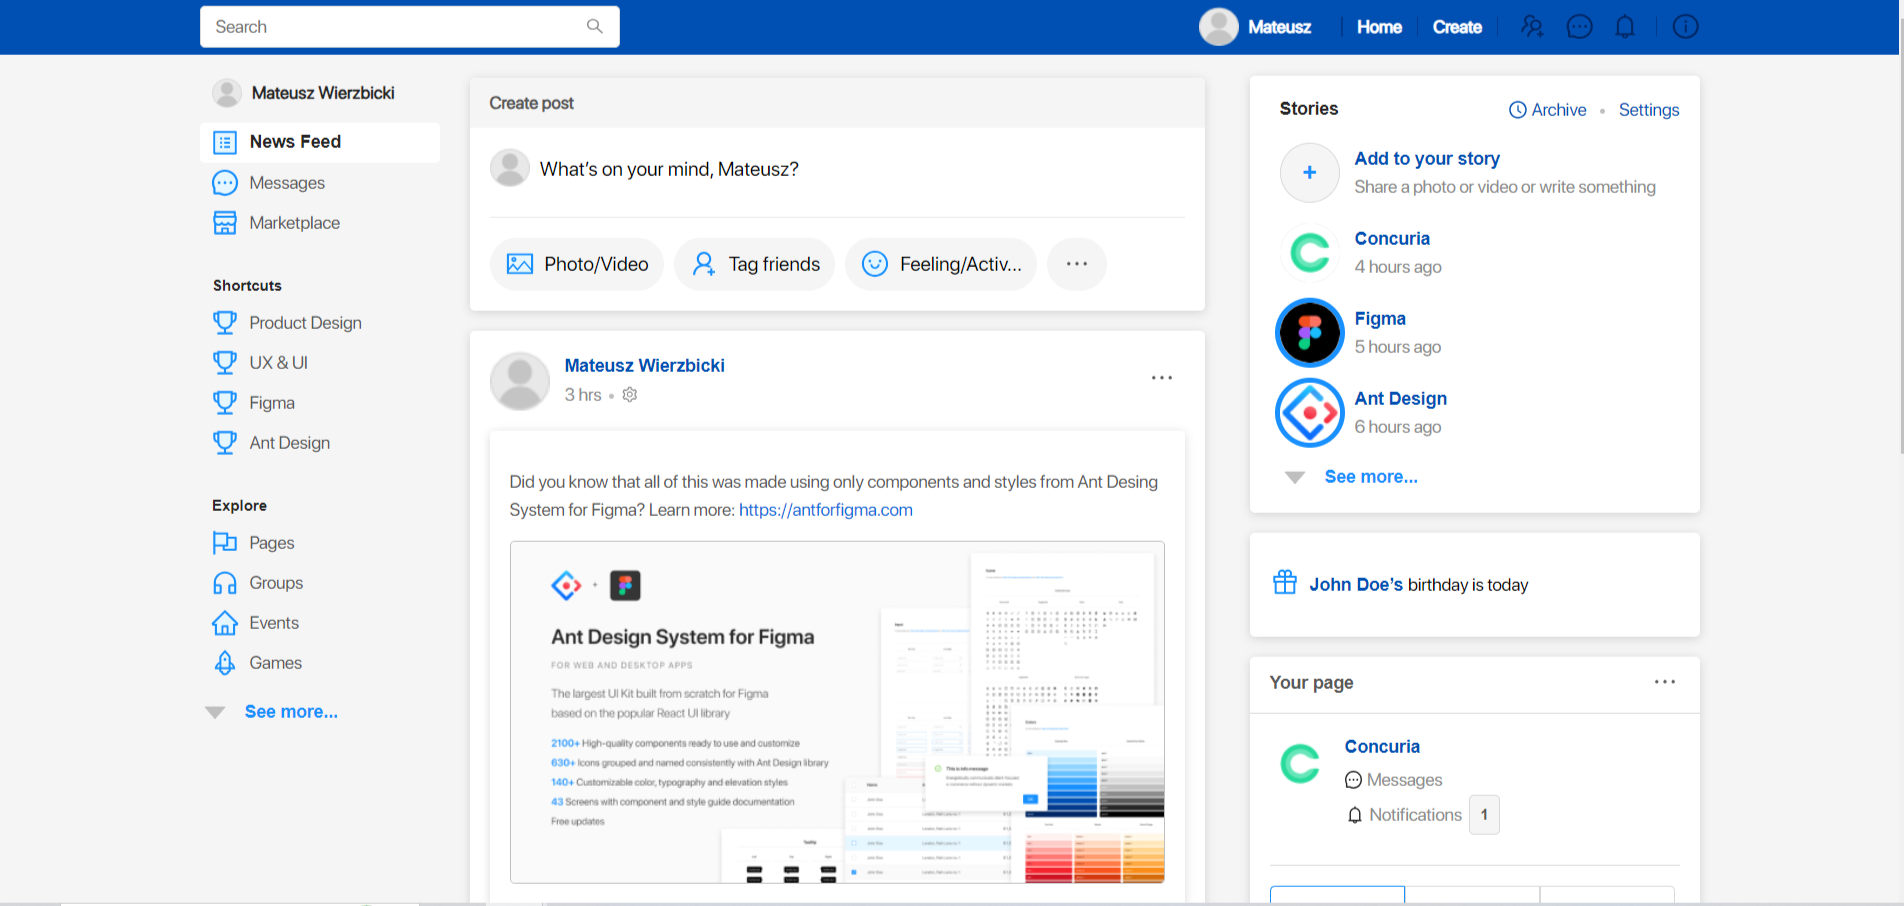 Search
Mateusz
Home
Create
Mateusz Wierzbicki
News Feed
Messages
Marketplace
Shortcuts
Product Design
UX & UI
Figma
Ant Design
Explore
Pages
Groups
Events
Games
See more...
Create post
What's on your mind, Mateusz?
Photo/Video
Tag friends
Feeling/Activ...
Mateusz Wierzbicki
3 hrs
Did you know that all of this was made using only components and styles from Ant Desing
System for Figma? Learn more: https://antforfigma.com
Ant Design System for Figma
FOR WEB AND DESKTOP APPS
The largest UI Kit built from scratch for Figma
based on the popular React UI library
2100+ High-quality components ready to use and customize
630+ Icons grouped and named consistently with Ant Design library
140+ Customizable color, typography and elevation styles
43 Screens with component and style guide documentation
Free updates
This is info message
Stories
Archive • Settings
Add to your story
Share a photo or video or write something
Concuria
4 hours ago
Figma
5 hours ago
Ant Design
6 hours ago
See more...
John Doe's birthday is today
Your page
Concuria
Messages
Notifications 1